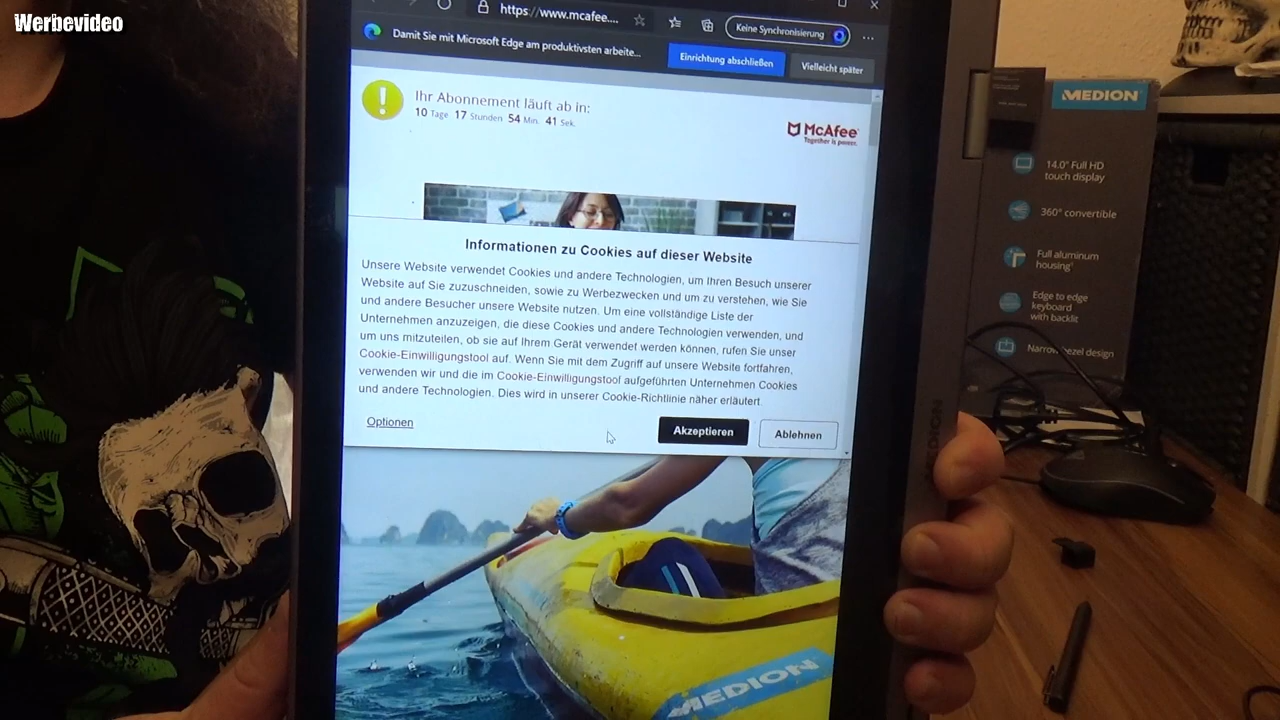 Werbevideo
https://www.mcafee....
Keine Synchronisierung
Damit Sie mit Microsoft Edge am produktivsten arbeite...
Einrichtung abschließen
Vielleicht später
Ihr Abonnement läuft ab in:
10 Tage 17 Stunden 54 Min. 41 Sek.
McAfee
Together is power.
Informationen zu Cookies auf dieser Website
Unsere Website verwendet Cookies und andere Technologien, um Ihren Besuch unserer
Website auf Sie zuzuschneiden, sowie zu Werbezwecken und um zu verstehen, wie Sie
und andere Besucher unsere Website nutzen. Um eine vollständige Liste der
Unternehmen anzuzeigen, die diese Cookies und andere Technologien verwenden, und
um uns mitzuteilen, ob sie auf Ihrem Gerät verwendet werden können, rufen Sie unser
Cookie-Einwilligungstool auf. Wenn Sie mit dem Zugriff auf unsere Website fortfahren,
verwenden wir und die im Cookie-Einwilligungstool aufgeführten Unternehmen Cookies
und andere Technologien. Dies wird in unserer Cookie-Richtlinie näher erläutert.
Optionen
Akzeptieren
Ablehnen
MEDION
MEDION
MEDION
14.0" Full HD
touch display
360° convertible
Full aluminum
housing¹
Edge to edge
keyboard
with backlit
Narrow bezel design